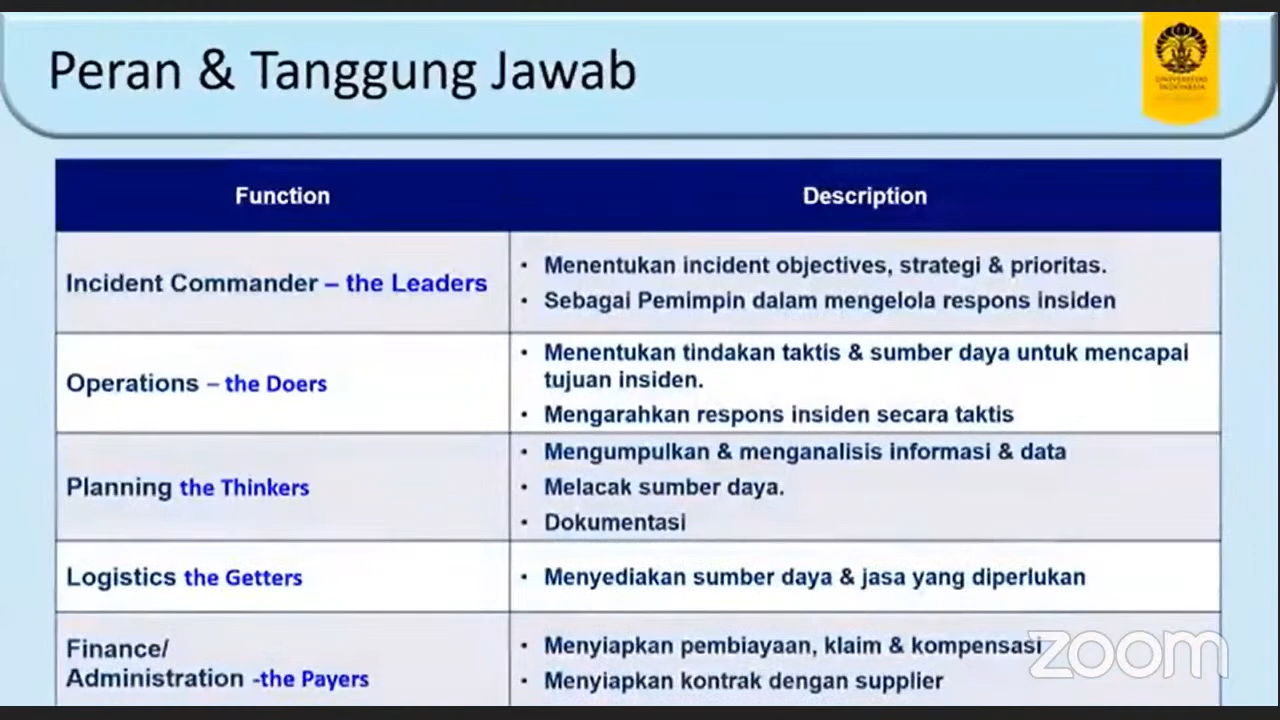 Peran & Tanggung Jawab
UNIVERSITAS
INDONESIA
Function
Description
Incident Commander – the Leaders
• Menentukan incident objectives, strategi & prioritas.
• Sebagai Pemimpin dalam mengelola respons insiden
Operations – the Doers
• Menentukan tindakan taktis & sumber daya untuk mencapai
tujuan insiden.
• Mengarahkan respons insiden secara taktis
Planning the Thinkers
• Mengumpulkan & menganalisis informasi & data
• Melacak sumber daya.
• Dokumentasi
Logistics the Getters
• Menyediakan sumber daya & jasa yang diperlukan
Finance/
Administration -the Payers
• Menyiapkan pembiayaan, klaim & kompensasi
• Menyiapkan kontrak dengan supplier
zoom